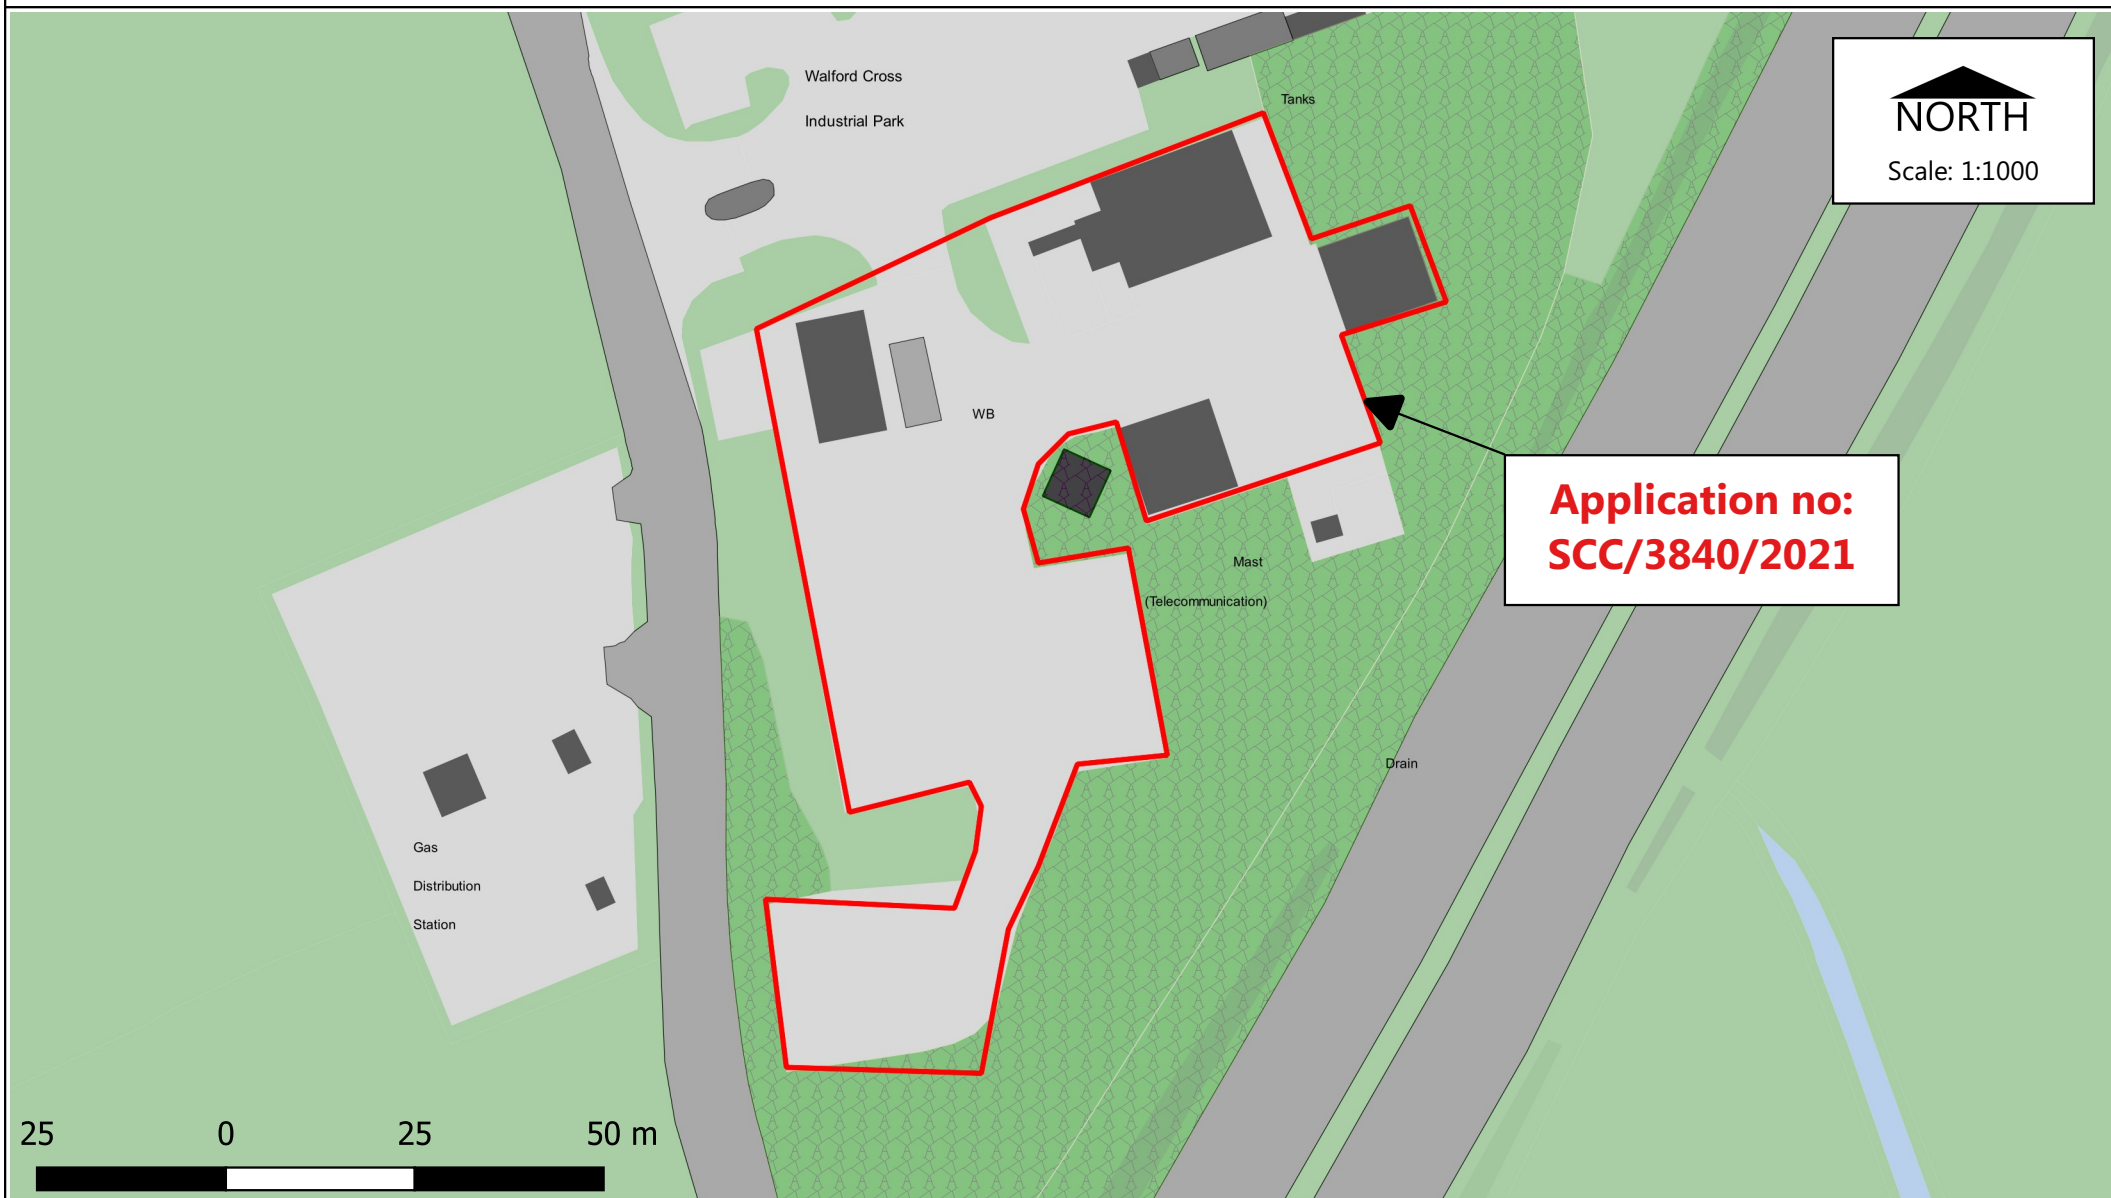 Walford Cross
Industrial Park
Tanks
NORTH
Scale: 1:1000
WB
Application no:
SCC/3840/2021
Mast
(Telecommunication)
Drain
Gas
Distribution
Station
25 0 25 50 m